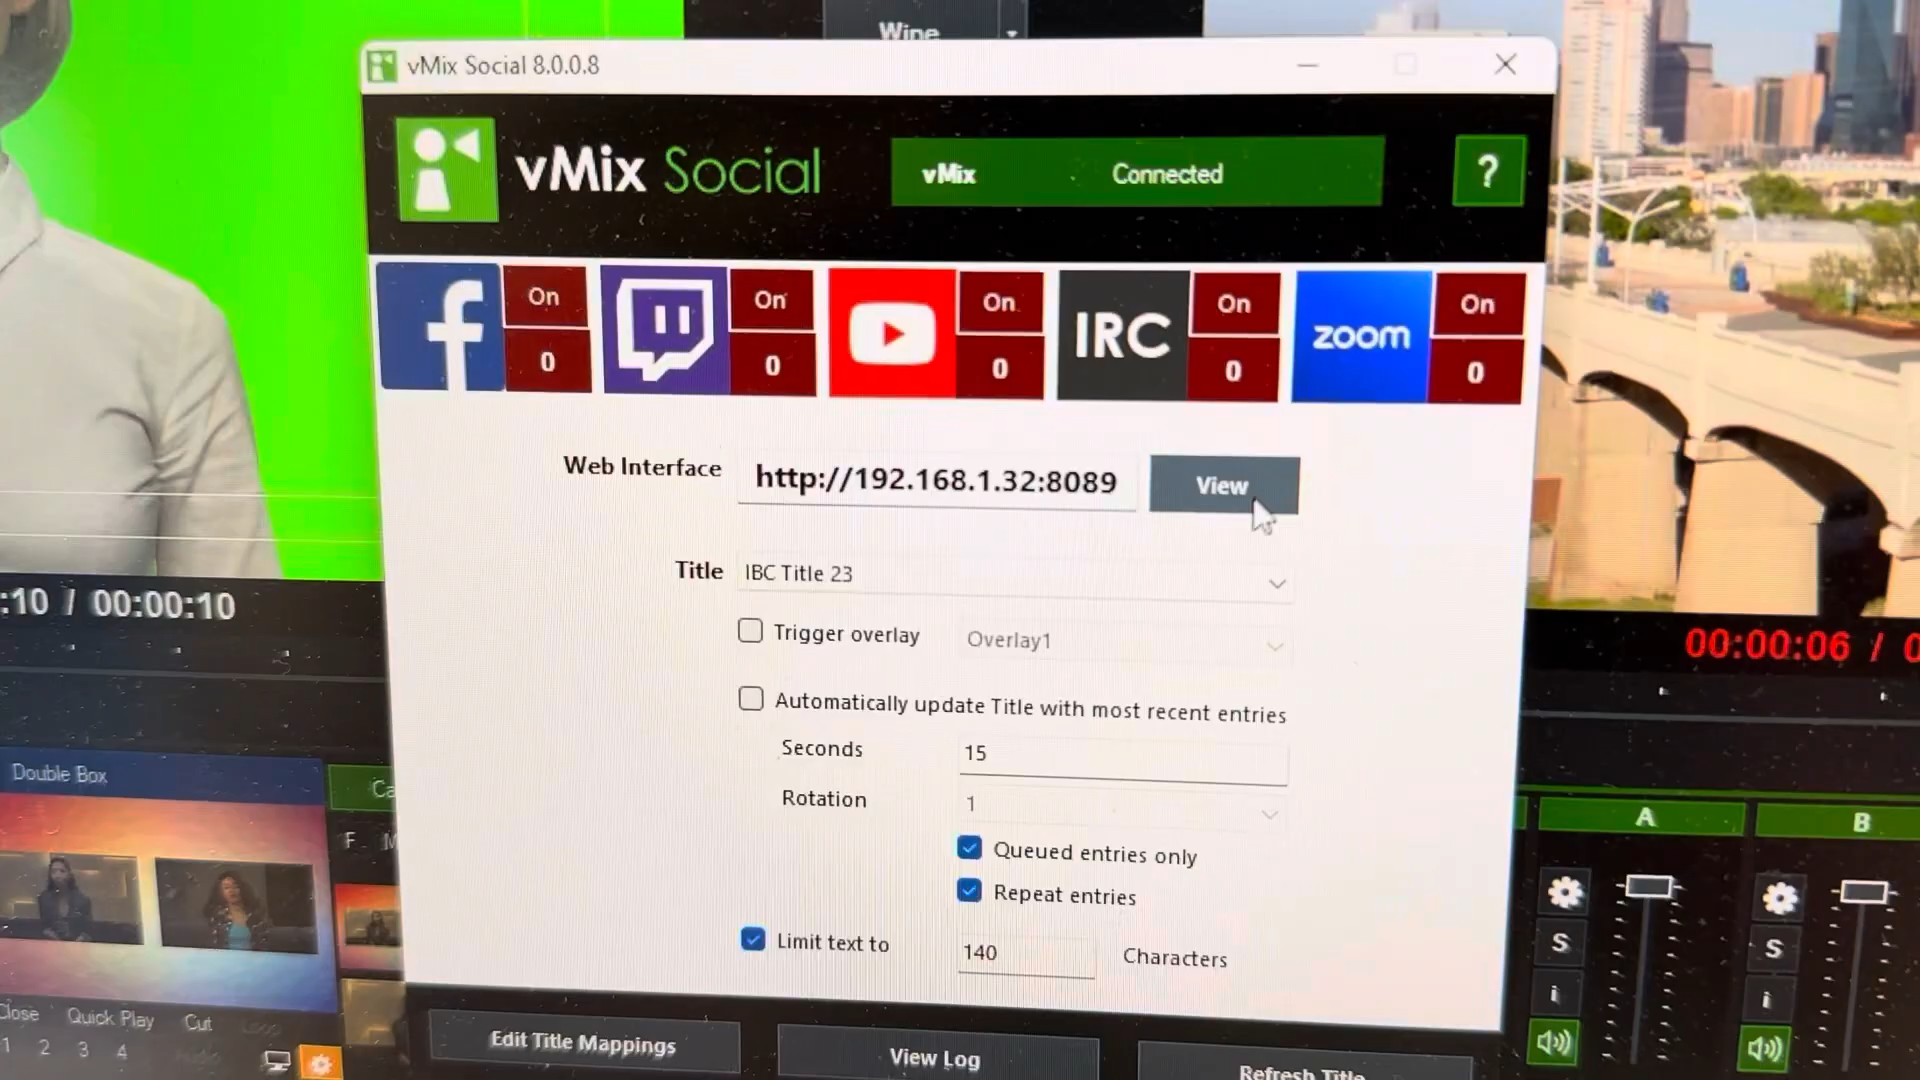 Wine
vMix Social 8.0.0.8
vMix Social
vMix Connected
?
On
0
On
0
On
0
IRC
On
0
zoom
On
0
Web Interface
http://192.168.1.32:8089
View
Title
IBC Title 23
Trigger overlay
Overlay1
Automatically update Title with most recent entries
Seconds
15
Rotation
1
Queued entries only
Repeat entries
Limit text to
140
Characters
Edit Title Mappings
View Log
Refresh Title
:10 / 00:00:10
00:00:06 / 0
Double Box
Ca
F M
Close Quick Play Cut Loop
1 2 3 4
A
B
S
S
i
i